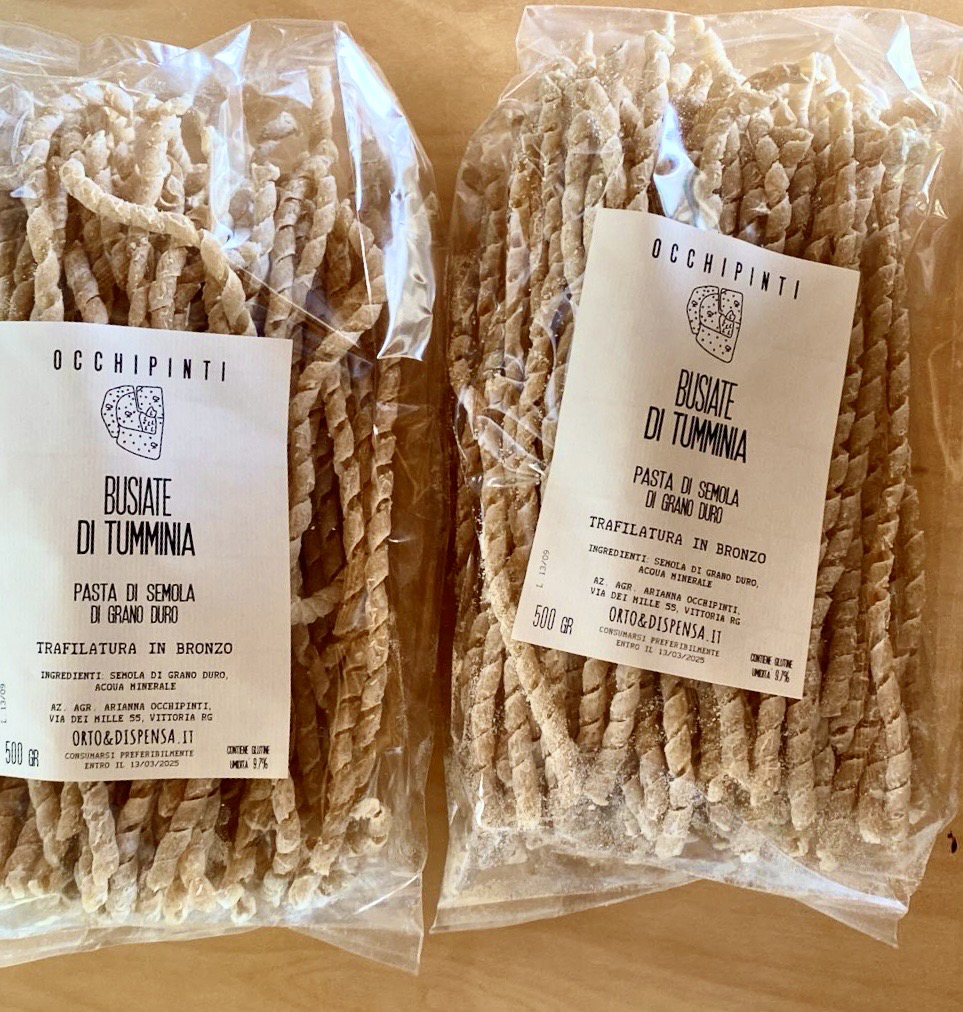 OCCHIPINTI
BUSIATE
DI TUMMINIA
PASTA DI SEMOLA
DI GRANO DURO
TRAFILATURA IN BRONZO
INGREDIENTI: SEMOLA DI GRANO DURO,
ACQUA MINERALE
AZ. AGR. ARIANNA OCCHIPINTI,
VIA DEI MILLE 55, VITTORIA RG
ORTO&DISPENSA.IT
CONSUMARSI PREFERIBILMENTE
ENTRO IL 13/03/2025
L 13/09
500 GR
CONTIENE GLUTINE
UMIDITA' 9.7%
OCCHIPINTI
BUSIATE
DI TUMMINIA
PASTA DI SEMOLA
DI GRANO DURO
TRAFILATURA IN BRONZO
INGREDIENTI: SEMOLA DI GRANO DURO,
ACQUA MINERALE
AZ. AGR. ARIANNA OCCHIPINTI,
VIA DEI MILLE 55, VITTORIA RG
ORTO&DISPENSA.IT
CONSUMARSI PREFERIBILMENTE
ENTRO IL 13/03/2025
L 13/09
500 GR
CONTIENE GLUTINE
UMIDITA' 9.7%